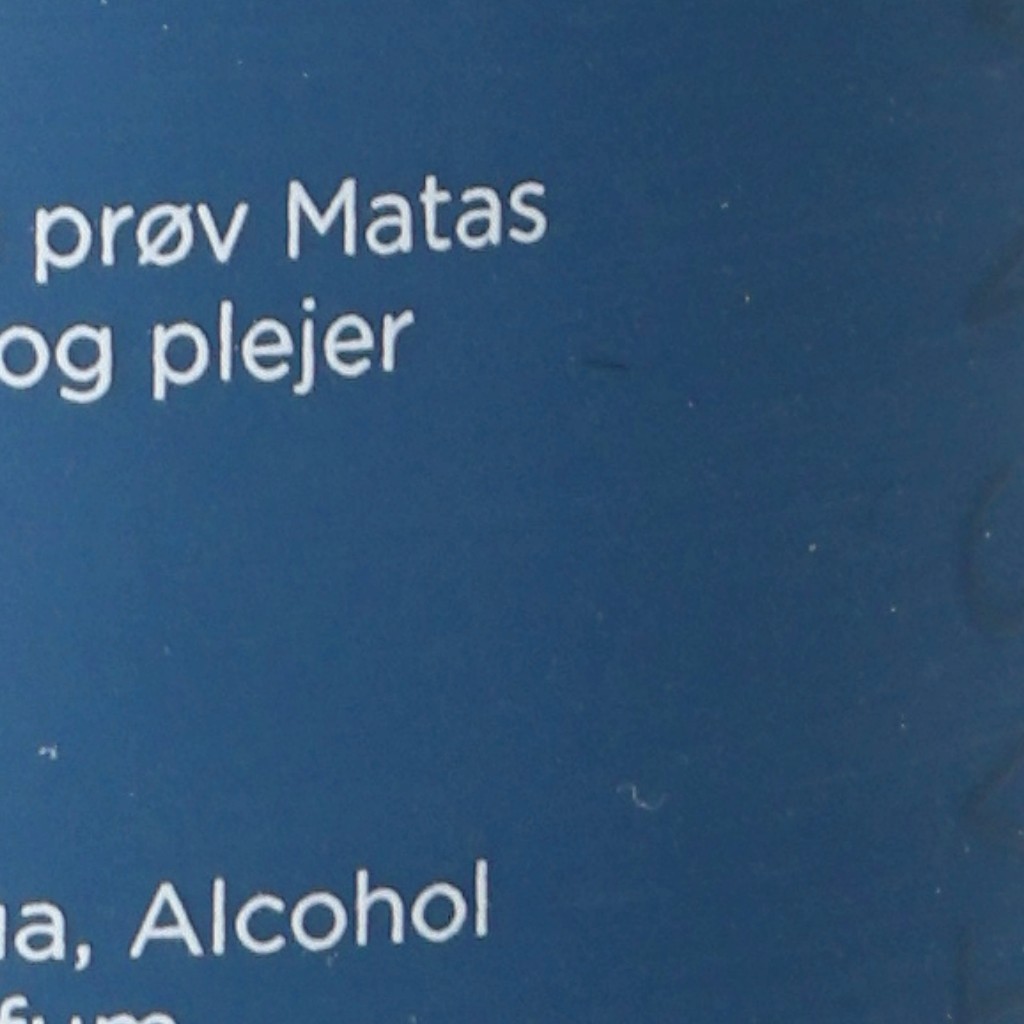 prøv Matas
og plejer
Alcohol